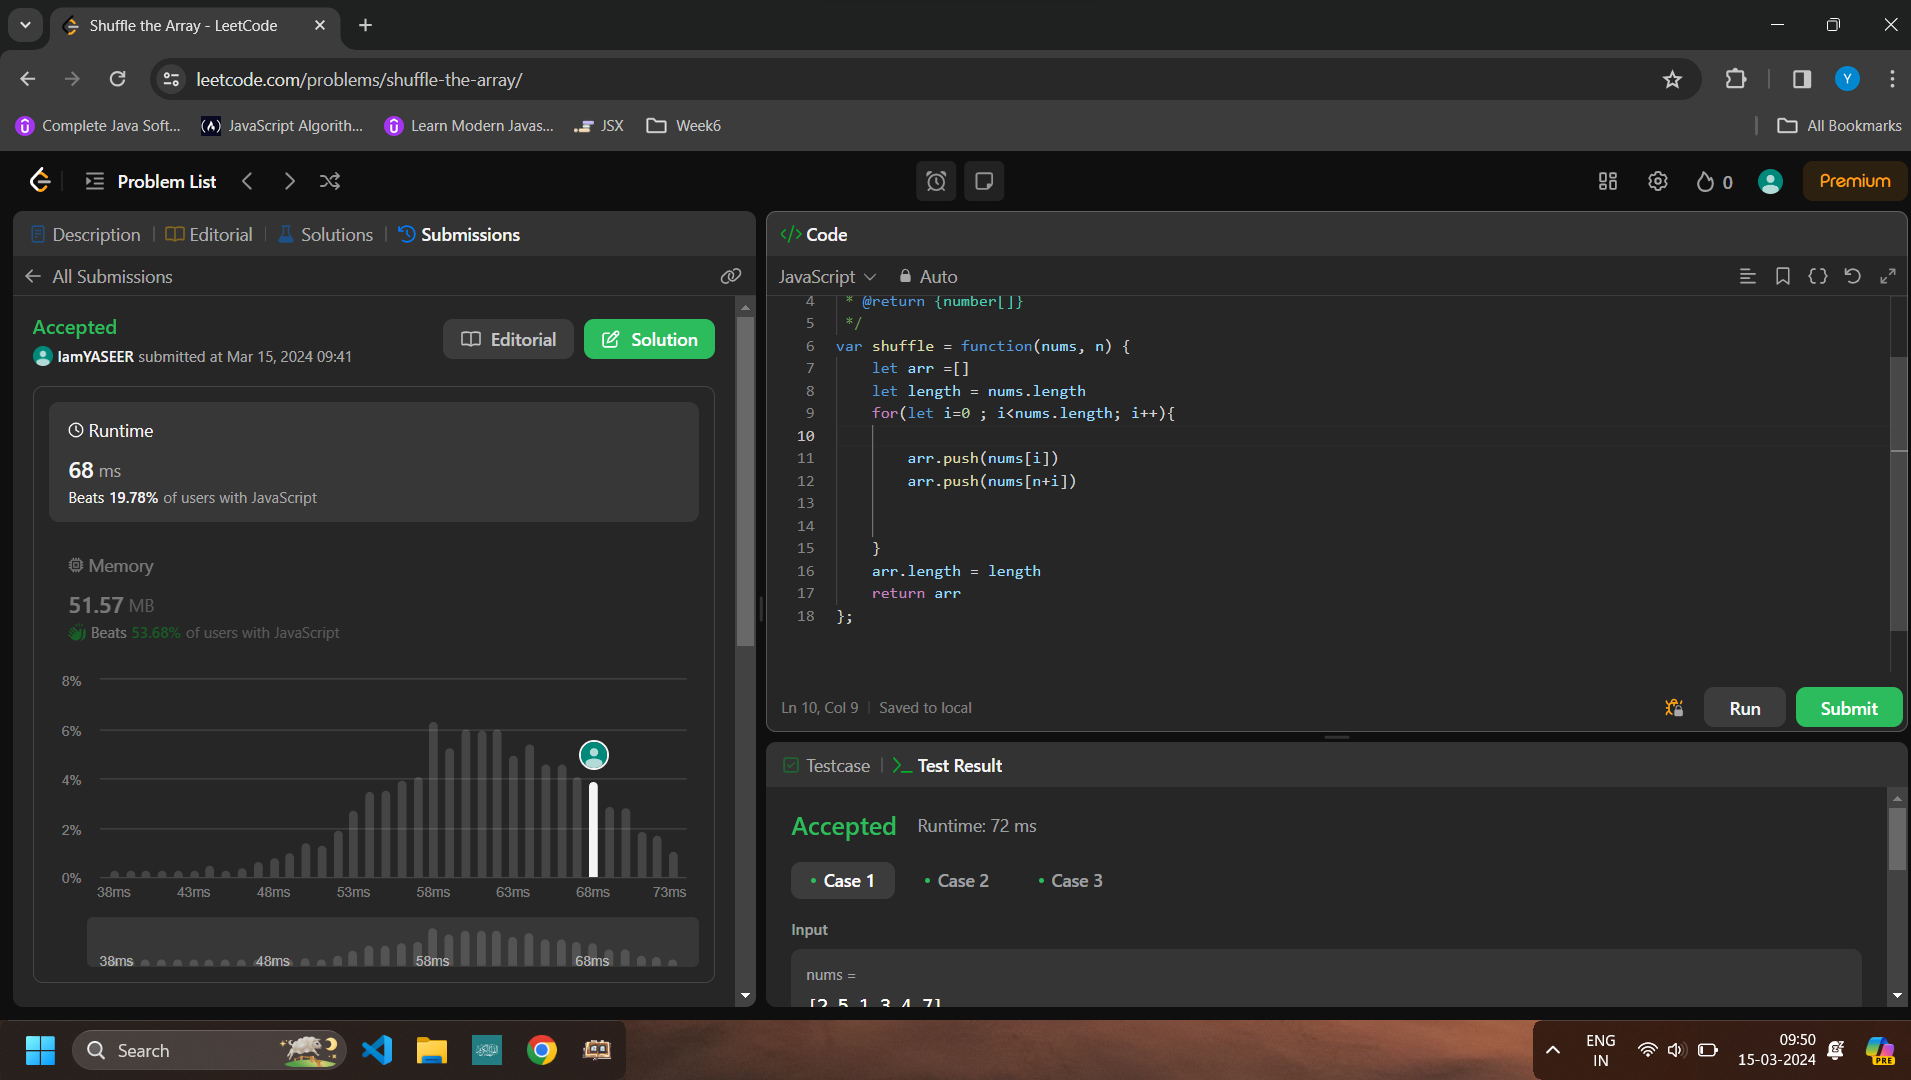 Shuffle the Array - LeetCode
leetcode.com/problems/shuffle-the-array/
Y
Complete Java Soft...
JavaScript Algorith...
Learn Modern Javas...
JSX
Week6
All Bookmarks
Problem List
0
Premium
Description
Editorial
Solutions
Submissions
All Submissions
Accepted
IamYASEER submitted at Mar 15, 2024 09:41
Editorial
Solution
Runtime
68 ms
Beats 19.78% of users with JavaScript
Memory
51.57 MB
Beats 53.68% of users with JavaScript
8%
6%
4%
2%
0%
38ms 43ms 48ms 53ms 58ms 63ms 68ms 73ms
38ms 48ms 58ms 68ms
</> Code
JavaScript
Auto
4 * @return {number[]}
5 */
6 var shuffle = function(nums, n) {
7 let arr =[]
8 let length = nums.length
9 for(let i=0 ; i<nums.length; i++){
10
11 arr.push(nums[i])
12 arr.push(nums[n+i])
13
14
15 }
16 arr.length = length
17 return arr
18 };
Ln 10, Col 9
Saved to local
Run
Submit
Testcase
>_ Test Result
Accepted Runtime: 72 ms
• Case 1 • Case 2 • Case 3
Input
nums =
[2,5,1,3,4,7]
Search
ENG
IN
09:50
15-03-2024
PRE